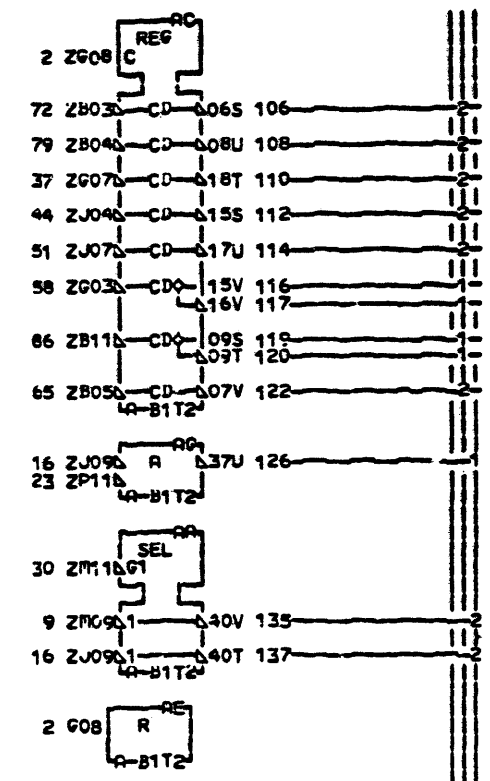 AC
REG
2 ZG08 C
72 ZB03 CD 06S 106 2
79 ZB04 CD 08U 108 2
37 ZG07 CD 18T 110 2
44 ZJ04 CD 15S 112 2
51 ZJ07 CD 17U 114 2
58 ZG03 CD 15V 116 1
16V 117 1
86 ZB11 CD 09S 119 1
09T 120 1
65 ZB05 CD 07V 122 2
A-B1T2
AG
16 ZJ09 A 37U 126 1
23 ZP11
A-B1T2
AA
SEL
30 ZM11 G1
9 ZM09 1 40V 135 2
16 ZJ09 1 40T 137 2
A-B1T2
AE
2 G08 R
A-B1T2